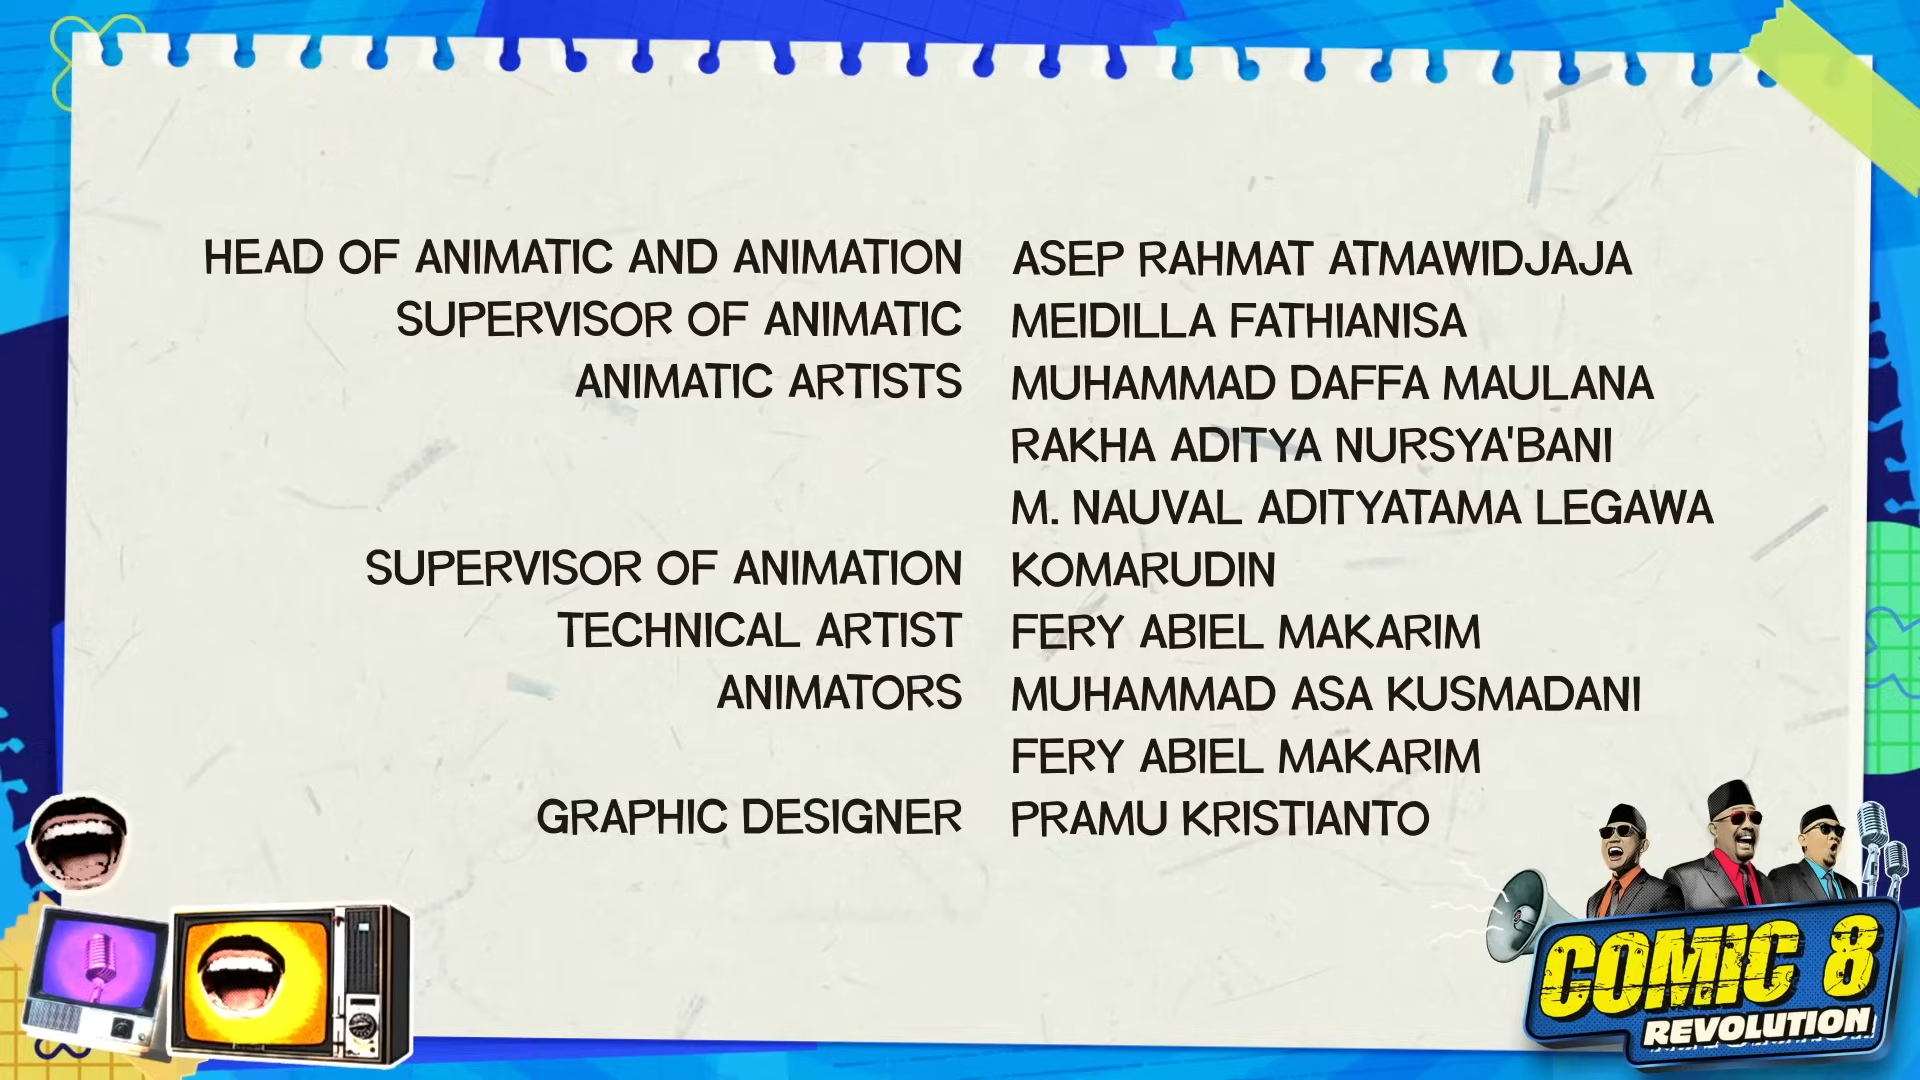 HEAD OF ANIMATIC AND ANIMATION ASEP RAHMAT ATMAWIDJAJA
SUPERVISOR OF ANIMATIC MEIDILLA FATHIANISA
ANIMATIC ARTISTS MUHAMMAD DAFFA MAULANA
RAKHA ADITYA NURSYA'BANI
M. NAUVAL ADITYATAMA LEGAWA
SUPERVISOR OF ANIMATION KOMARUDIN
TECHNICAL ARTIST FERY ABIEL MAKARIM
ANIMATORS MUHAMMAD ASA KUSMADANI
FERY ABIEL MAKARIM
GRAPHIC DESIGNER PRAMU KRISTIANTO
COMIC 8
REVOLUTION